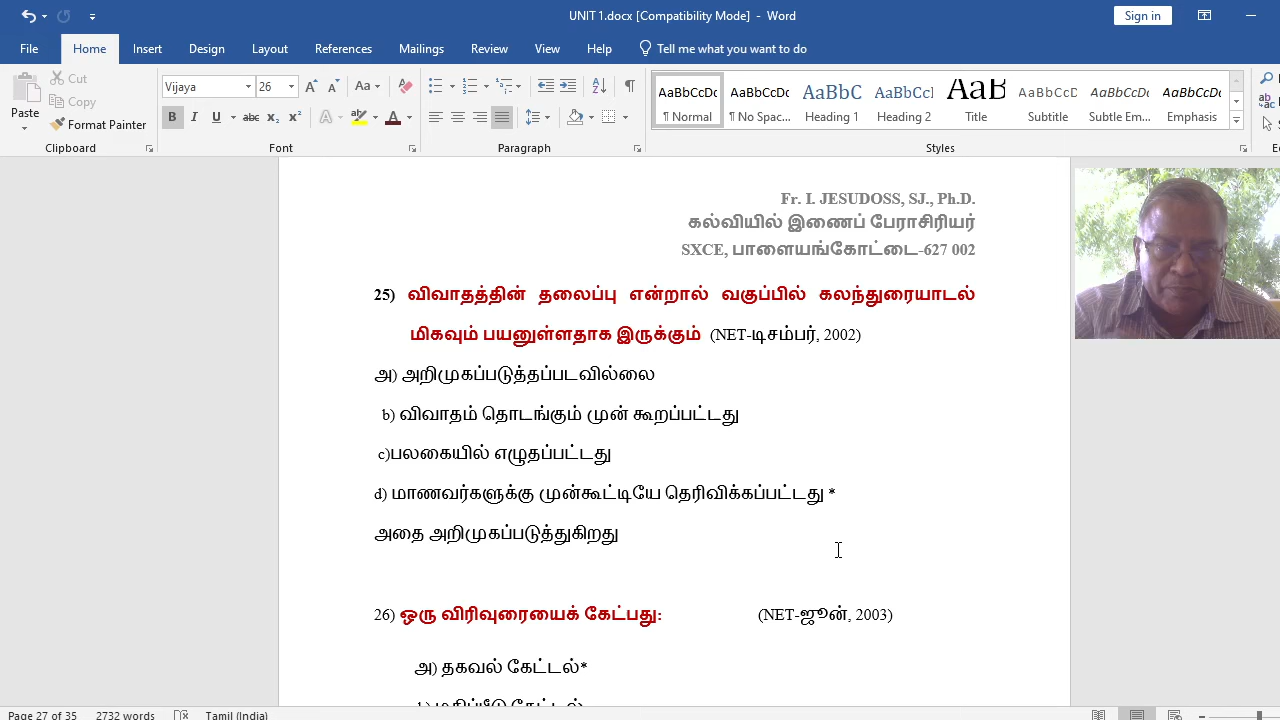 UNIT 1.docx [Compatibility Mode] - Word
Sign in
File Home Insert Design Layout References Mailings Review View Help Tell me what you want to do
Cut
Copy
Paste
Format Painter
Vijaya 26
Clipboard Font Paragraph Styles
AaBbCcDc AaBbCcDc AaBbC AaBbCcI AaB AaBbCcD AaBbCcDc AaBbCcDc
¶ Normal ¶ No Spac... Heading 1 Heading 2 Title Subtitle Subtle Em... Emphasis
Fr. I. JESUDOSS, SJ., Ph.D.
கல்வியில் இணைப் பேராசிரியர்
SXCE, பாளையங்கோட்டை-627 002
25) விவாதத்தின் தலைப்பு என்றால் வகுப்பில் கலந்துரையாடல்
மிகவும் பயனுள்ளதாக இருக்கும் (NET-டிசம்பர், 2002)
அ) அறிமுகப்படுத்தப்படவில்லை
b) விவாதம் தொடங்கும் முன் கூறப்பட்டது
c)பலகையில் எழுதப்பட்டது
d) மாணவர்களுக்கு முன்கூட்டியே தெரிவிக்கப்பட்டது *
அதை அறிமுகப்படுத்துகிறது
26) ஒரு விரிவுரையைக் கேட்பது: (NET-ஜூன், 2003)
அ) தகவல் கேட்டல்*
b) மதிப்பீடு கேட்டல்
Page 27 of 35 2732 words Tamil (India)